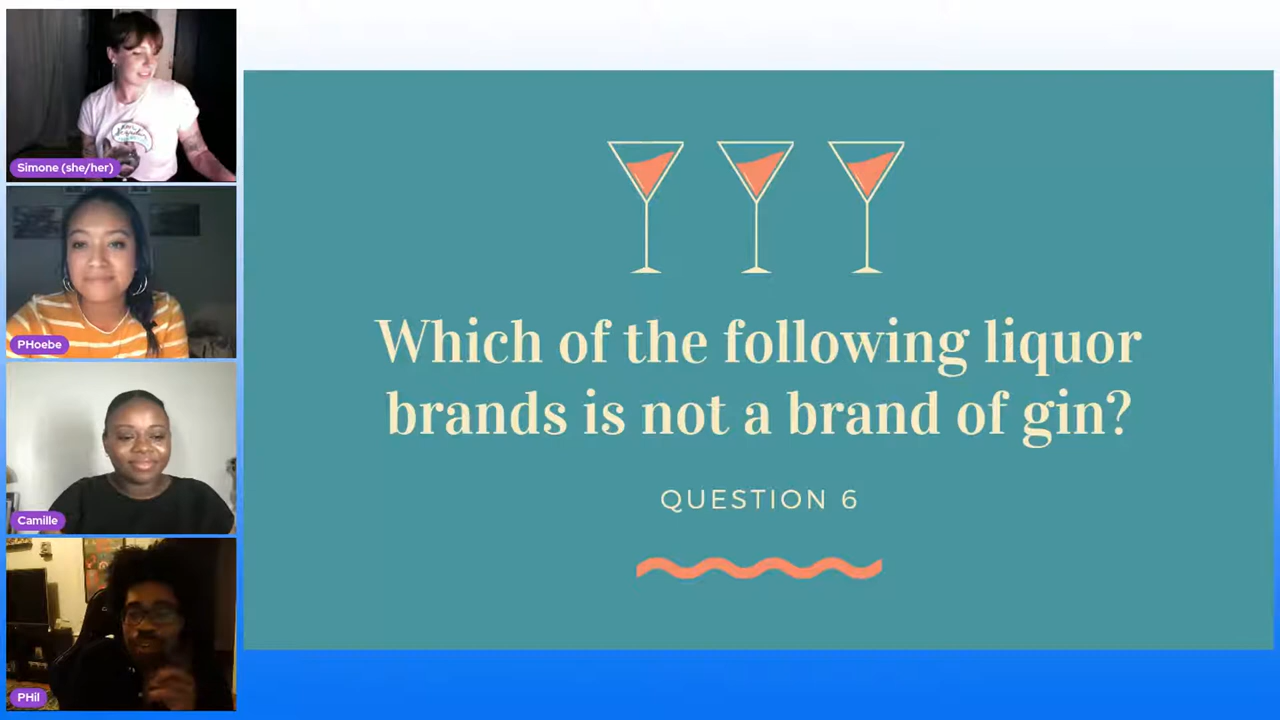 Simone (she/her)
PHoebe
Camille
PHil
Which of the following liquor
brands is not a brand of gin?
QUESTION 6